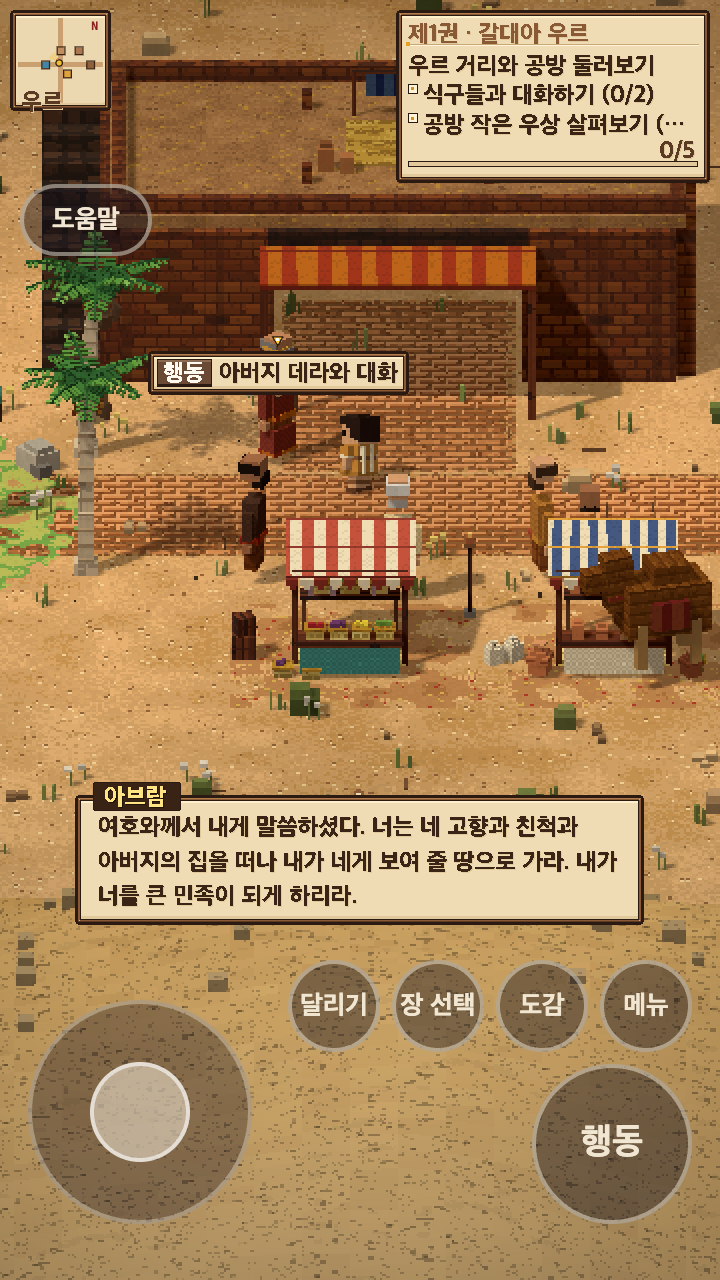 N
우르
제1권 · 갈대아 우르
우르 거리와 공방 둘러보기
식구들과 대화하기 (0/2)
공방 작은 우상 살펴보기 (…
0/5
도움말
행동 아버지 데라와 대화
아브람
여호와께서 내게 말씀하셨다. 너는 네 고향과 친척과
아버지의 집을 떠나 내가 네게 보여 줄 땅으로 가라. 내가
너를 큰 민족이 되게 하리라.
달리기
장 선택
도감
메뉴
행동